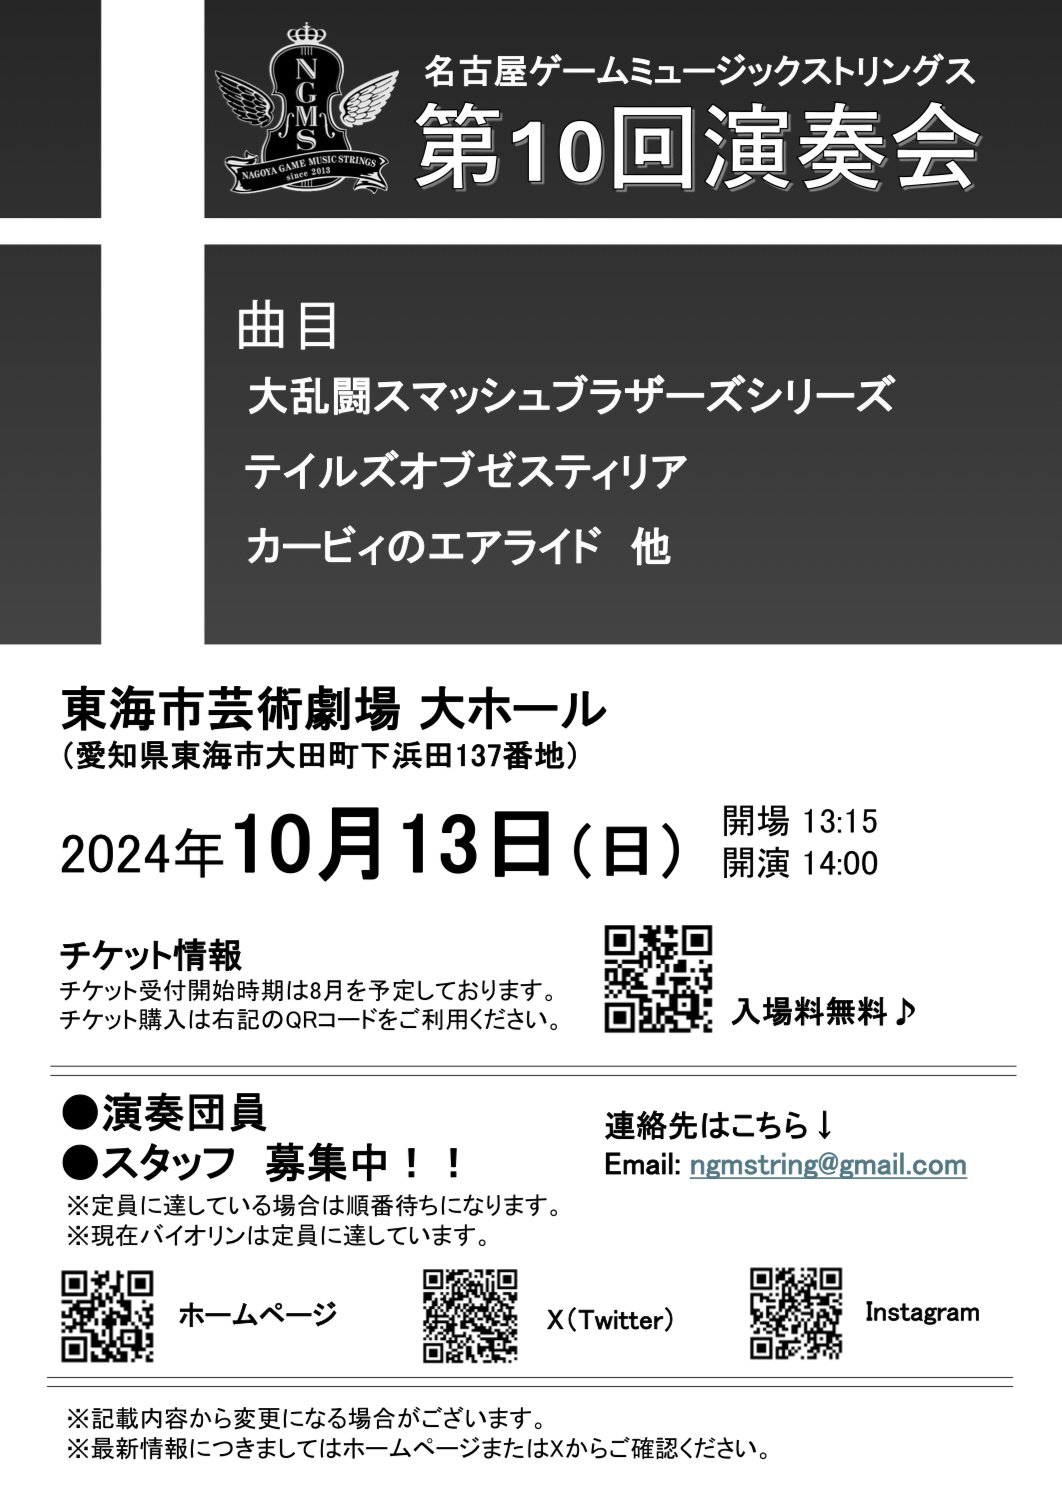 NGMS
NAGOYA GAME MUSIC STRINGS
since 2013
名古屋ゲームミュージックストリングス
第10回演奏会
曲目
大乱闘スマッシュブラザーズシリーズ
テイルズオブゼスティリア
カービィのエアライド 他
東海市芸術劇場 大ホール
（愛知県東海市大田町下浜田137番地）
2024年10月13日（日）
開場 13:15
開演 14:00
チケット情報
チケット受付開始時期は8月を予定しております。
チケット購入は右記のQRコードをご利用ください。
入場料無料♪
●演奏団員
●スタッフ 募集中！！
※定員に達している場合は順番待ちになります。
※現在バイオリンは定員に達しています。
連絡先はこちら↓
Email: ngmstring@gmail.com
ホームページ
X（Twitter）
Instagram
※記載内容から変更になる場合がございます。
※最新情報につきましてはホームページまたはXからご確認ください。